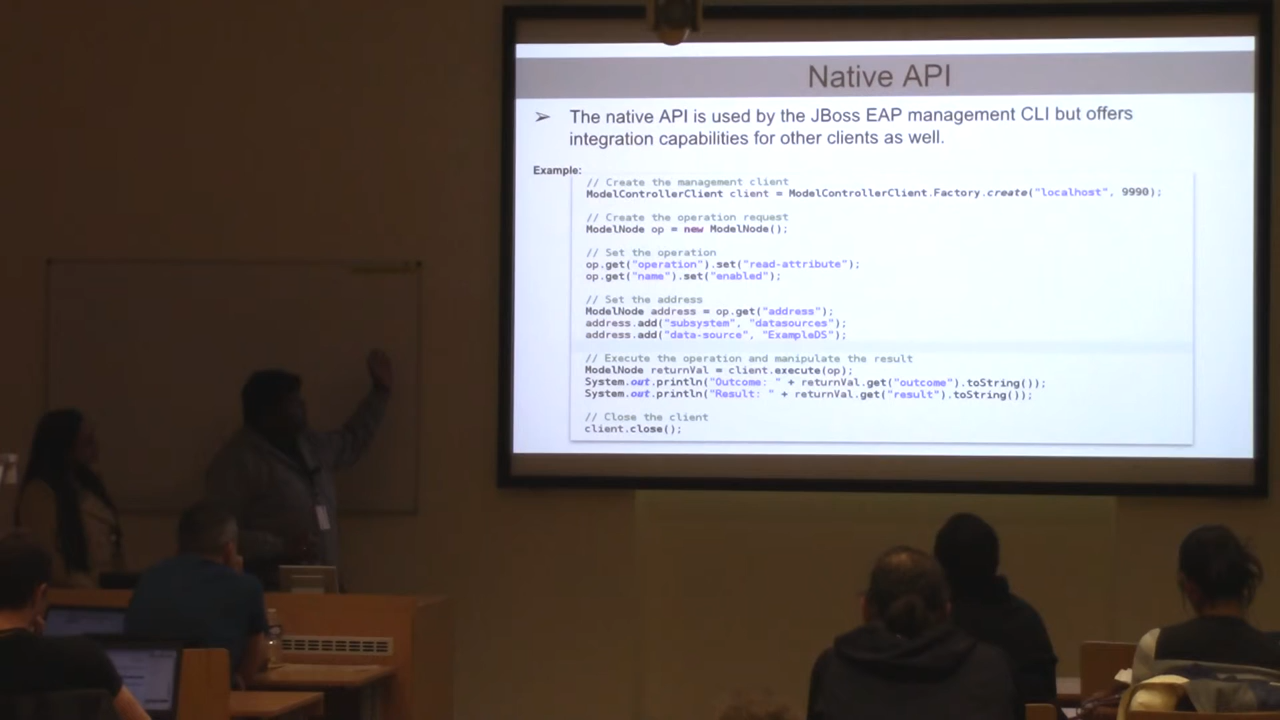 Native API
➢ The native API is used by the JBoss EAP management CLI but offers
integration capabilities for other clients as well.
Example:
// Create the management client
ModelControllerClient client = ModelControllerClient.Factory.create("localhost", 9990);
// Create the operation request
ModelNode op = new ModelNode();
// Set the operation
op.get("operation").set("read-attribute");
op.get("name").set("enabled");
// Set the address
ModelNode address = op.get("address");
address.add("subsystem", "datasources");
address.add("data-source", "ExampleDS");
// Execute the operation and manipulate the result
ModelNode returnVal = client.execute(op);
System.out.println("Outcome: " + returnVal.get("outcome").toString());
System.out.println("Result: " + returnVal.get("result").toString());
// Close the client
client.close();